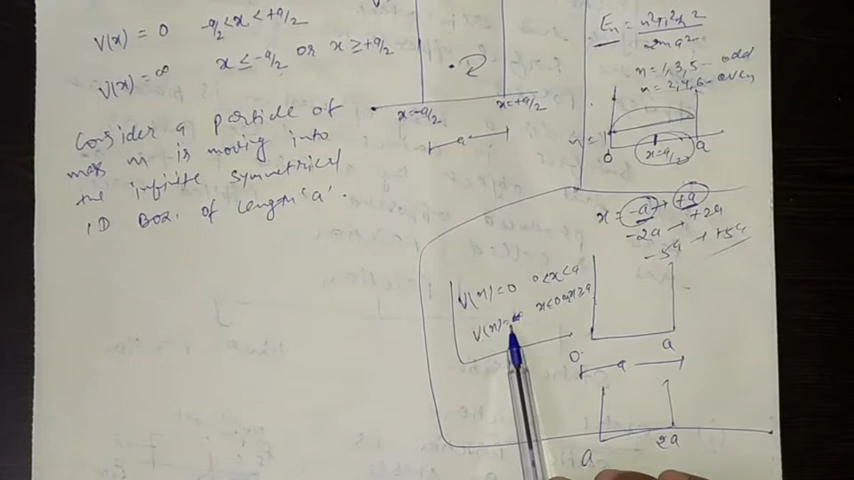 V(x) = 0 -a/2 < x < +a/2
V(x) = ∞ x ≤ -a/2 or x ≥ +a/2
Consider a particle of
mass m is moving into
the infinite symmetrical
1D Box. of length 'a'.
x=-a/2 x=+a/2
a
En = n²π²ħ²/2ma²
n = 1,3,5 - odd
n = 2,4,6 - even
n=1
0 x=a/2 a
x = -a → +a
-2a → +2a
-5a → +5a
V(x)=0 0<x<a
V(x)=∞ x≤0 or x≥a
0 a
a
a 2a